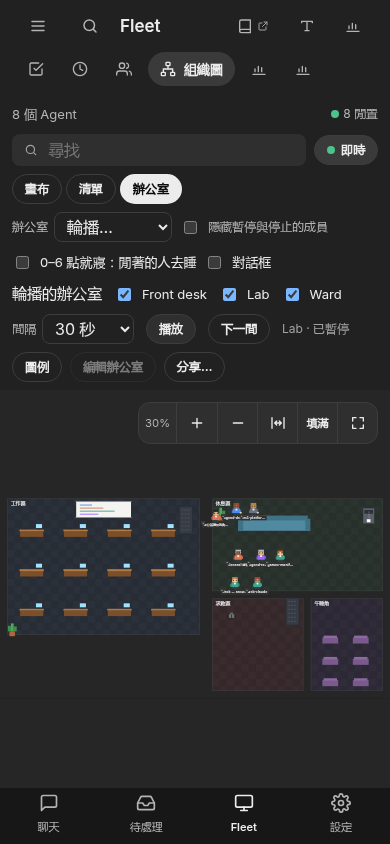 Fleet
組織圖
8 個 Agent
8 閒置
尋找
即時
畫布
清單
辦公室
辦公室
輪播...
隱藏暫停與停止的成員
0–6 點就寢：閒著的人去睡
對話框
輪播的辦公室
Front desk
Lab
Ward
間隔
30 秒
播放
下一間
Lab · 已暫停
圖例
編輯辦公室
分享...
30%
填滿
工作區
休息區
午睡角
聊天
待處理
Fleet
設定